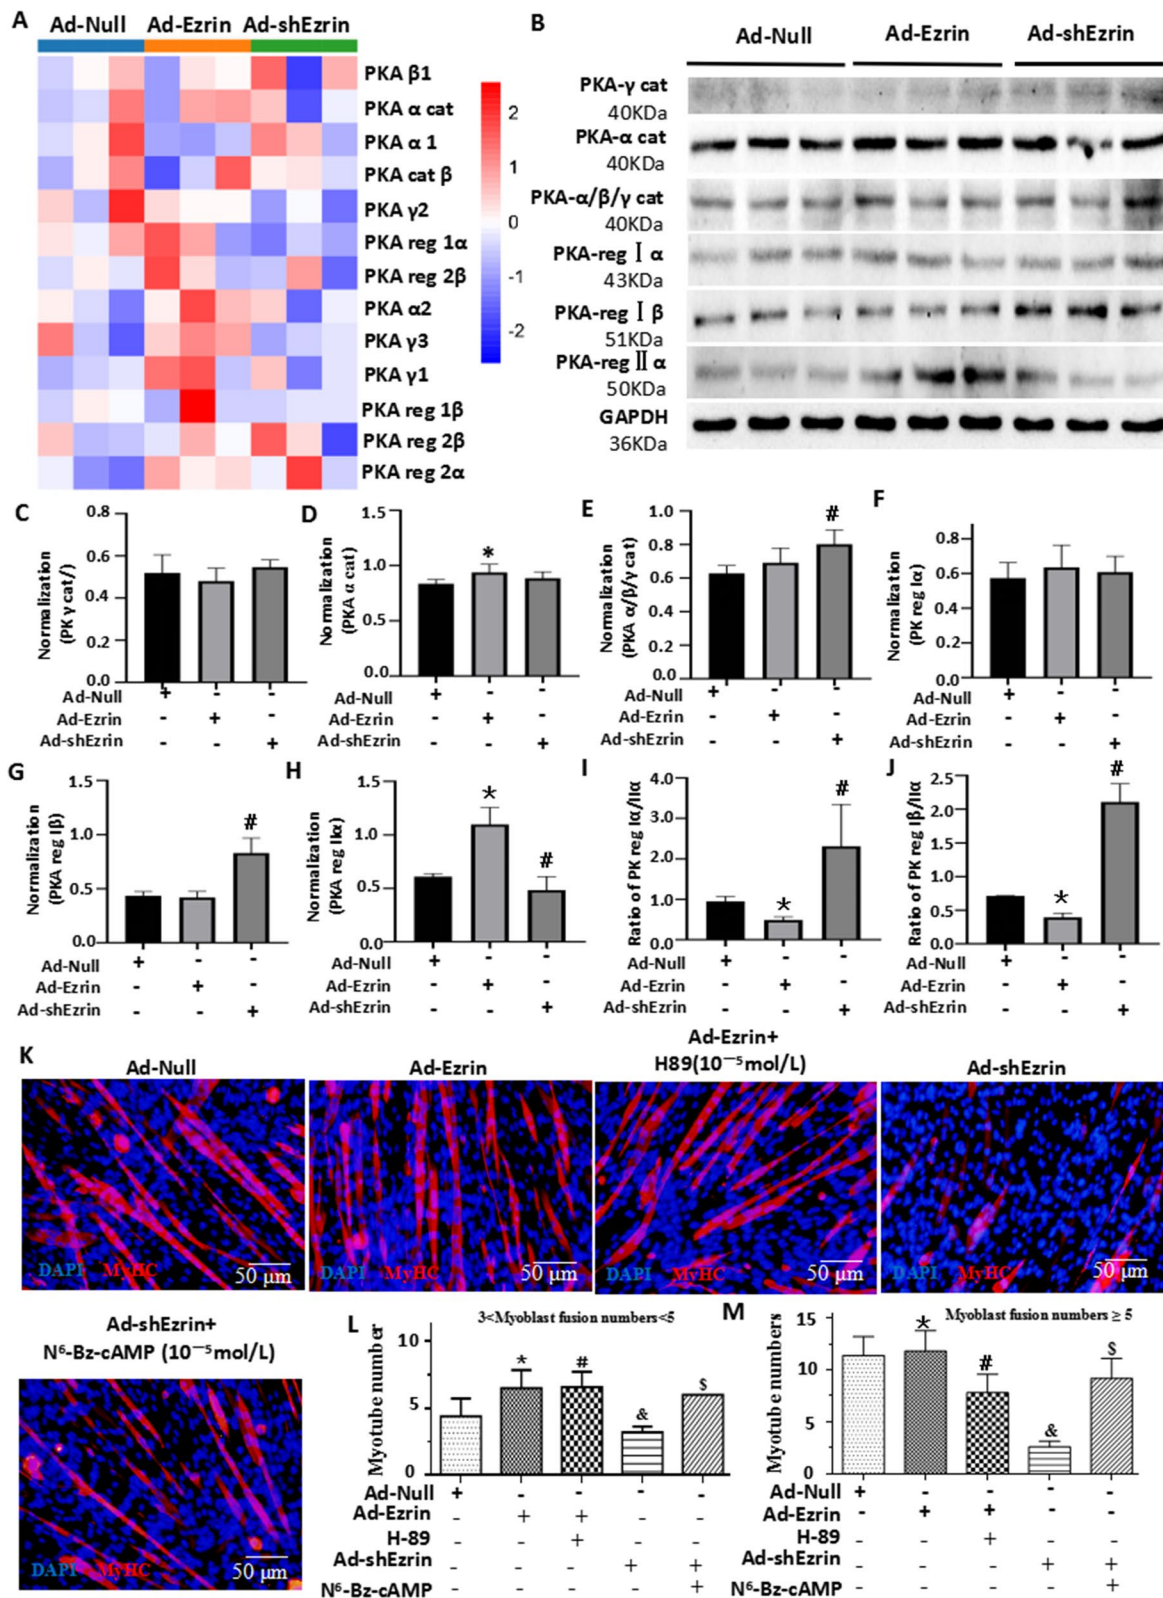 A
Ad-Null Ad-Ezrin Ad-shEzrin
PKA β1
PKA α cat
PKA α 1
PKA cat β
PKA γ2
PKA reg 1α
PKA reg 2β
PKA α2
PKA γ3
PKA γ1
PKA reg 1β
PKA reg 2β
PKA reg 2α
2
1
0
-1
-2
B
Ad-Null Ad-Ezrin Ad-shEzrin
PKA-γ cat
40KDa
PKA-α cat
40KDa
PKA-α/β/γ cat
40KDa
PKA-reg Ⅰ α
43KDa
PKA-reg Ⅰ β
51KDa
PKA-reg Ⅱ α
50KDa
GAPDH
36KDa
C
Normalization
(PK γ cat/)
0.8
0.6
0.4
0.2
0.0
Ad-Null + - -
Ad-Ezrin - + -
Ad-shEzrin - - +
D
Normalization
(PKA α cat)
1.5
1.0
0.5
0.0
*
Ad-Null + - -
Ad-Ezrin - + -
Ad-shEzrin - - +
E
Normalization
(PKA α/β/γ cat)
1.0
0.8
0.6
0.4
0.2
0.0
#
Ad-Null + - -
Ad-Ezrin - + -
Ad-shEzrin - - +
F
Normalization
(PK reg Iα)
0.8
0.6
0.4
0.2
0.0
Ad-Null + - -
Ad-Ezrin - + -
Ad-shEzrin - - +
G
Normalization
(PKA reg Iβ)
1.5
1.0
0.5
0.0
#
Ad-Null + - -
Ad-Ezrin - + -
Ad-shEzrin - - +
H
Normalization
(PKA reg IIα)
1.5
1.0
0.5
0.0
* #
Ad-Null + - -
Ad-Ezrin - + -
Ad-shEzrin - - +
I
Ratio of PK reg Iα/IIα
4.0
3.0
2.0
1.0
0.0
* #
Ad-Null + - -
Ad-Ezrin - + -
Ad-shEzrin - - +
J
Ratio of PK reg Iβ/IIα
2.5
2.0
1.5
1.0
0.5
0.0
* #
Ad-Null + - -
Ad-Ezrin - + -
Ad-shEzrin - - +
K
Ad-Null
DAPI MyHC 50 μm
Ad-Ezrin
DAPI MyHC 50 μm
Ad-Ezrin+
H89(10⁻⁵mol/L)
DAPI MyHC 50 μm
Ad-shEzrin
DAPI MyHC 50 μm
Ad-shEzrin+
N⁶-Bz-cAMP (10⁻⁵mol/L)
DAPI MyHC 50 μm
L
3<Myoblast fusion numbers<5
Myotube number
10
5
0
* # & $
Ad-Null + - - - -
Ad-Ezrin - + + - -
H-89 - - + - -
Ad-shEzrin - - - + +
N⁶-Bz-cAMP - - - - +
M
Myoblast fusion numbers ≥ 5
Myotube numbers
15
10
5
0
* # & $
Ad-Null + - - - -
Ad-Ezrin - + + - -
H-89 - - + - -
Ad-shEzrin - - - + +
N⁶-Bz-cAMP - - - - +